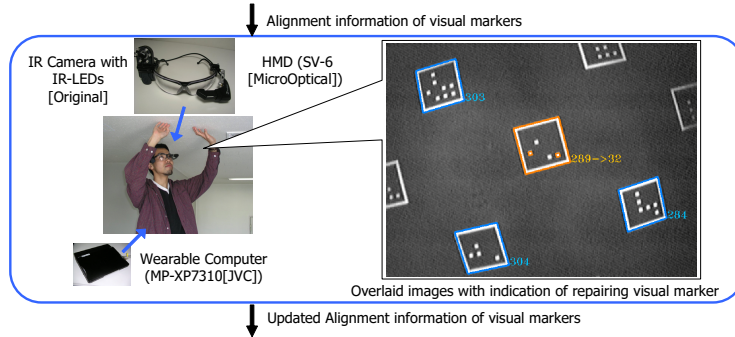 Alignment information of visual markers
IR Camera with
IR-LEDs
[Original]
HMD (SV-6
[MicroOptical])
303
289->32
284
304
Wearable Computer
(MP-XP7310[JVC])
Overlaid images with indication of repairing visual marker
Updated Alignment information of visual markers